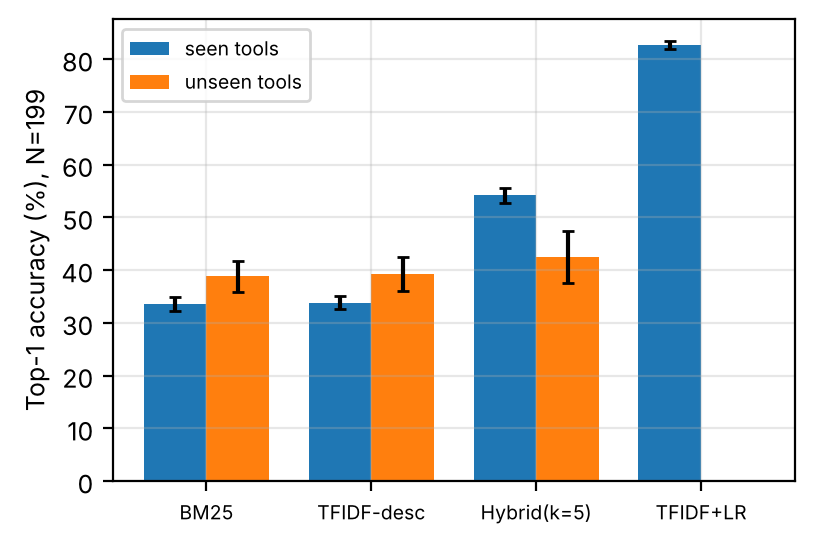 seen tools
unseen tools
Top-1 accuracy (%), N=199
80
70
60
50
40
30
20
10
0
BM25
TFIDF-desc
Hybrid(k=5)
TFIDF+LR